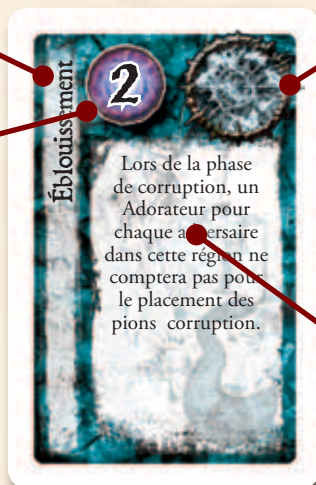 Éblouissement
2
Lors de la phase
de corruption, un
Adorateur pour
chaque adversaire
dans cette région ne
comptera pas pour
le placement des
pions corruption.